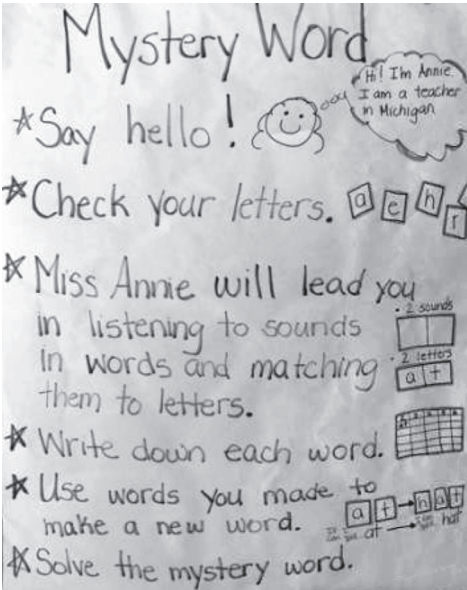 Mystery Word
Hi! I'm Annie.
I am a teacher
in Michigan
☆Say hello!
☆Check your letters.
a e h r
☆Miss Annie will lead you
in listening to sounds
in words and matching
them to letters.
• 2 sounds
• 2 letters
a t
☆Write down each word.
☆Use words you made to
make a new word.
a t → h a t
at → hat
☆Solve the mystery word.